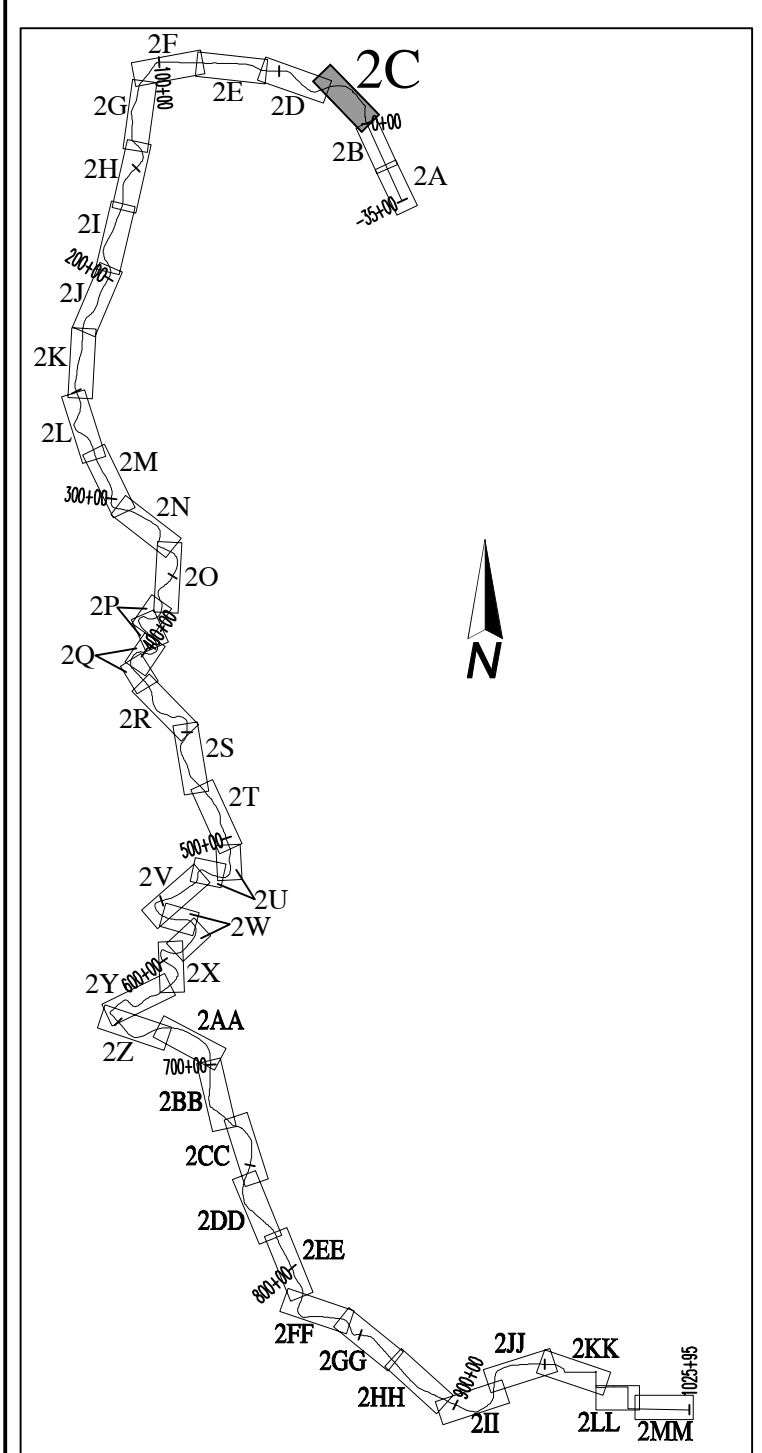 2F
2C
2E
2D
100+00
2G
0+00
2B
2H
2A
-35+00
2I
200+00
2J
2K
2L
2M
300+00
2N
2O
2P
400+00
2Q
N
2R
2S
2T
500+00
2V
2U
2W
2X
600+00
2Y
2AA
2Z
700+00
2BB
2CC
2DD
2EE
800+00
2FF
2GG
2JJ
2KK
1025+95
2HH
900+00
2II
2LL
2MM